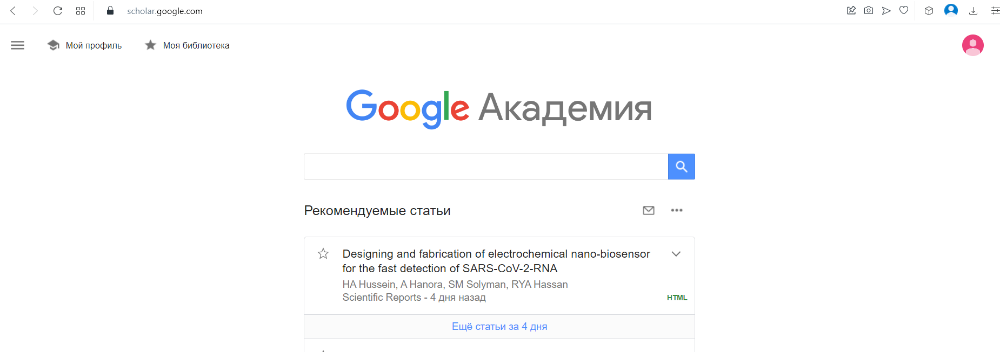 scholar.google.com
Мой профиль
Моя библиотека
Google Академия
Рекомендуемые статьи
Designing and fabrication of electrochemical nano-biosensor
for the fast detection of SARS-CoV-2-RNA
HA Hussein, A Hanora, SM Solyman, RYA Hassan
Scientific Reports - 4 дня назад
HTML
Ещё статьи за 4 дня